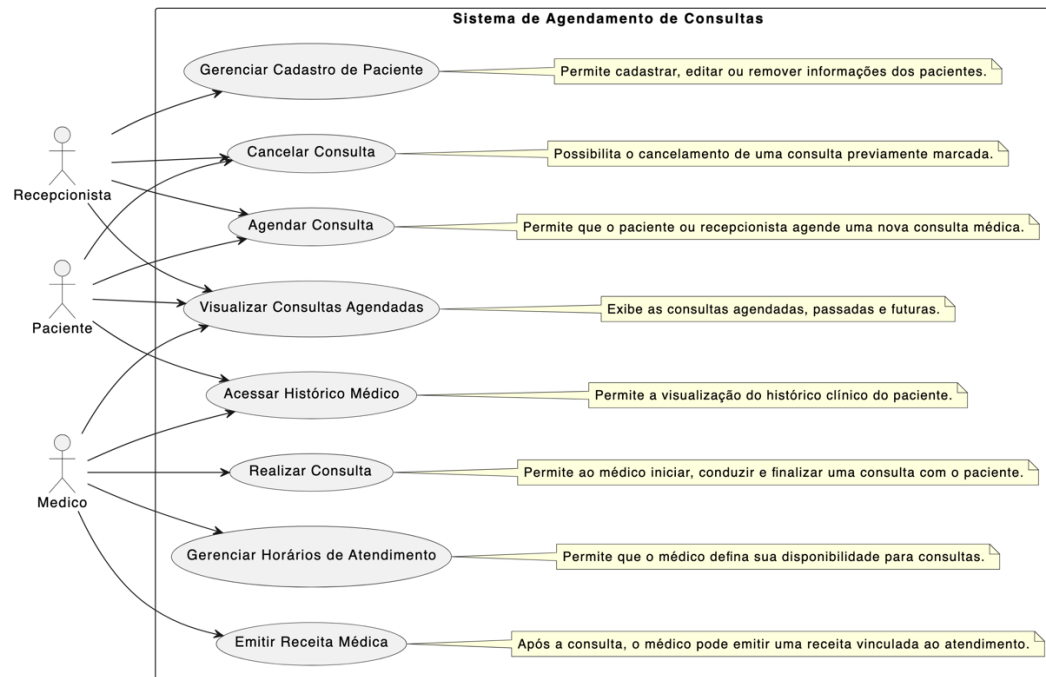 Sistema de Agendamento de Consultas
Gerenciar Cadastro de Paciente
Permite cadastrar, editar ou remover informações dos pacientes.
Cancelar Consulta
Possibilita o cancelamento de uma consulta previamente marcada.
Recepcionista
Agendar Consulta
Permite que o paciente ou recepcionista agende uma nova consulta médica.
Visualizar Consultas Agendadas
Exibe as consultas agendadas, passadas e futuras.
Paciente
Acessar Histórico Médico
Permite a visualização do histórico clínico do paciente.
Realizar Consulta
Permite ao médico iniciar, conduzir e finalizar uma consulta com o paciente.
Medico
Gerenciar Horários de Atendimento
Permite que o médico defina sua disponibilidade para consultas.
Emitir Receita Médica
Após a consulta, o médico pode emitir uma receita vinculada ao atendimento.